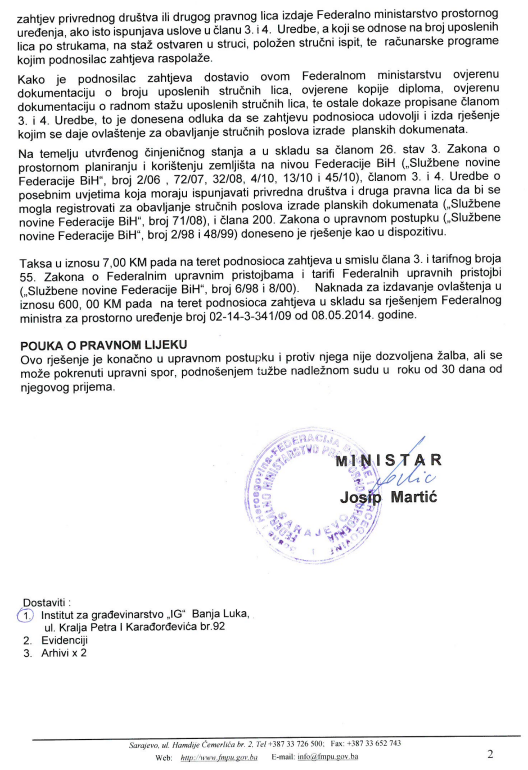 zahtjev privrednog društva ili drugog pravnog lica izdaje Federalno ministarstvo prostornog
uređenja, ako isto ispunjava uslove u članu 3. i 4. Uredbe, a koji se odnose na broj uposlenih
lica po strukama, na staž ostvaren u struci, položen stručni ispit, te računarske programe
kojim podnosilac zahtjeva raspolaže.
Kako je podnosilac zahtjeva dostavio ovom Federalnom ministarstvu ovjerenu
dokumentaciju o broju uposlenih stručnih lica, ovjerene kopije diploma, ovjerenu
dokumentaciju o radnom stažu uposlenih stručnih lica, te ostale dokaze propisane članom
3. i 4. Uredbe, to je donesena odluka da se zahtjevu podnosioca udovolji i izda rješenje
kojim se daje ovlaštenje za obavljanje stručnih poslova izrade planskih dokumenata.
Na temelju utvrđenog činjeničnog stanja a u skladu sa članom 26. stav 3. Zakona o
prostornom planiranju i korištenju zemljišta na nivou Federacije BiH („Službene novine
Federacije BiH“, broj 2/06 , 72/07, 32/08, 4/10, 13/10 i 45/10), članom 3. i 4. Uredbe o
posebnim uvjetima koja moraju ispunjavati privredna društva i druga pravna lica da bi se
mogla registrovati za obavljanje stručnih poslova izrade planskih dokumenata („Službene
novine Federacije BiH“, broj 71/08), i člana 200. Zakona o upravnom postupku („Službene
novine Federacije BiH“, broj 2/98 i 48/99) doneseno je rješenje kao u dispozitivu.
Taksa u iznosu 7,00 KM pada na teret podnosioca zahtjeva u smislu člana 3. i tarifnog broja
55. Zakona o Federalnim upravnim pristojbama i tarifi Federalnih upravnih pristojbi
(„Službene novine Federacije BiH“, broj 6/98 i 8/00). Naknada za izdavanje ovlaštenja u
iznosu 600, 00 KM pada na teret podnosioca zahtjeva u skladu sa rješenjem Federalnog
ministra za prostorno uređenje broj 02-14-3-341/09 od 08.05.2014. godine.
POUKA O PRAVNOM LIJEKU
Ovo rješenje je konačno u upravnom postupku i protiv njega nije dozvoljena žalba, ali se
može pokrenuti upravni spor, podnošenjem tužbe nadležnom sudu u roku od 30 dana od
njegovog prijema.
MINISTAR
Josip Martić
SARAJEVO
Dostaviti :
1. Institut za građevinarstvo „IG“ Banja Luka,
ul. Kralja Petra I Karađorđevića br.92
2. Evidenciji
3. Arhivi x 2
Sarajevo, ul. Hamdije Čemerlića br. 2. Tel +387 33 726 500; Fax: +387 33 652 743
Web: http://www.fmpu.gov.ba E-mail: info@fmpu.gov.ba
2